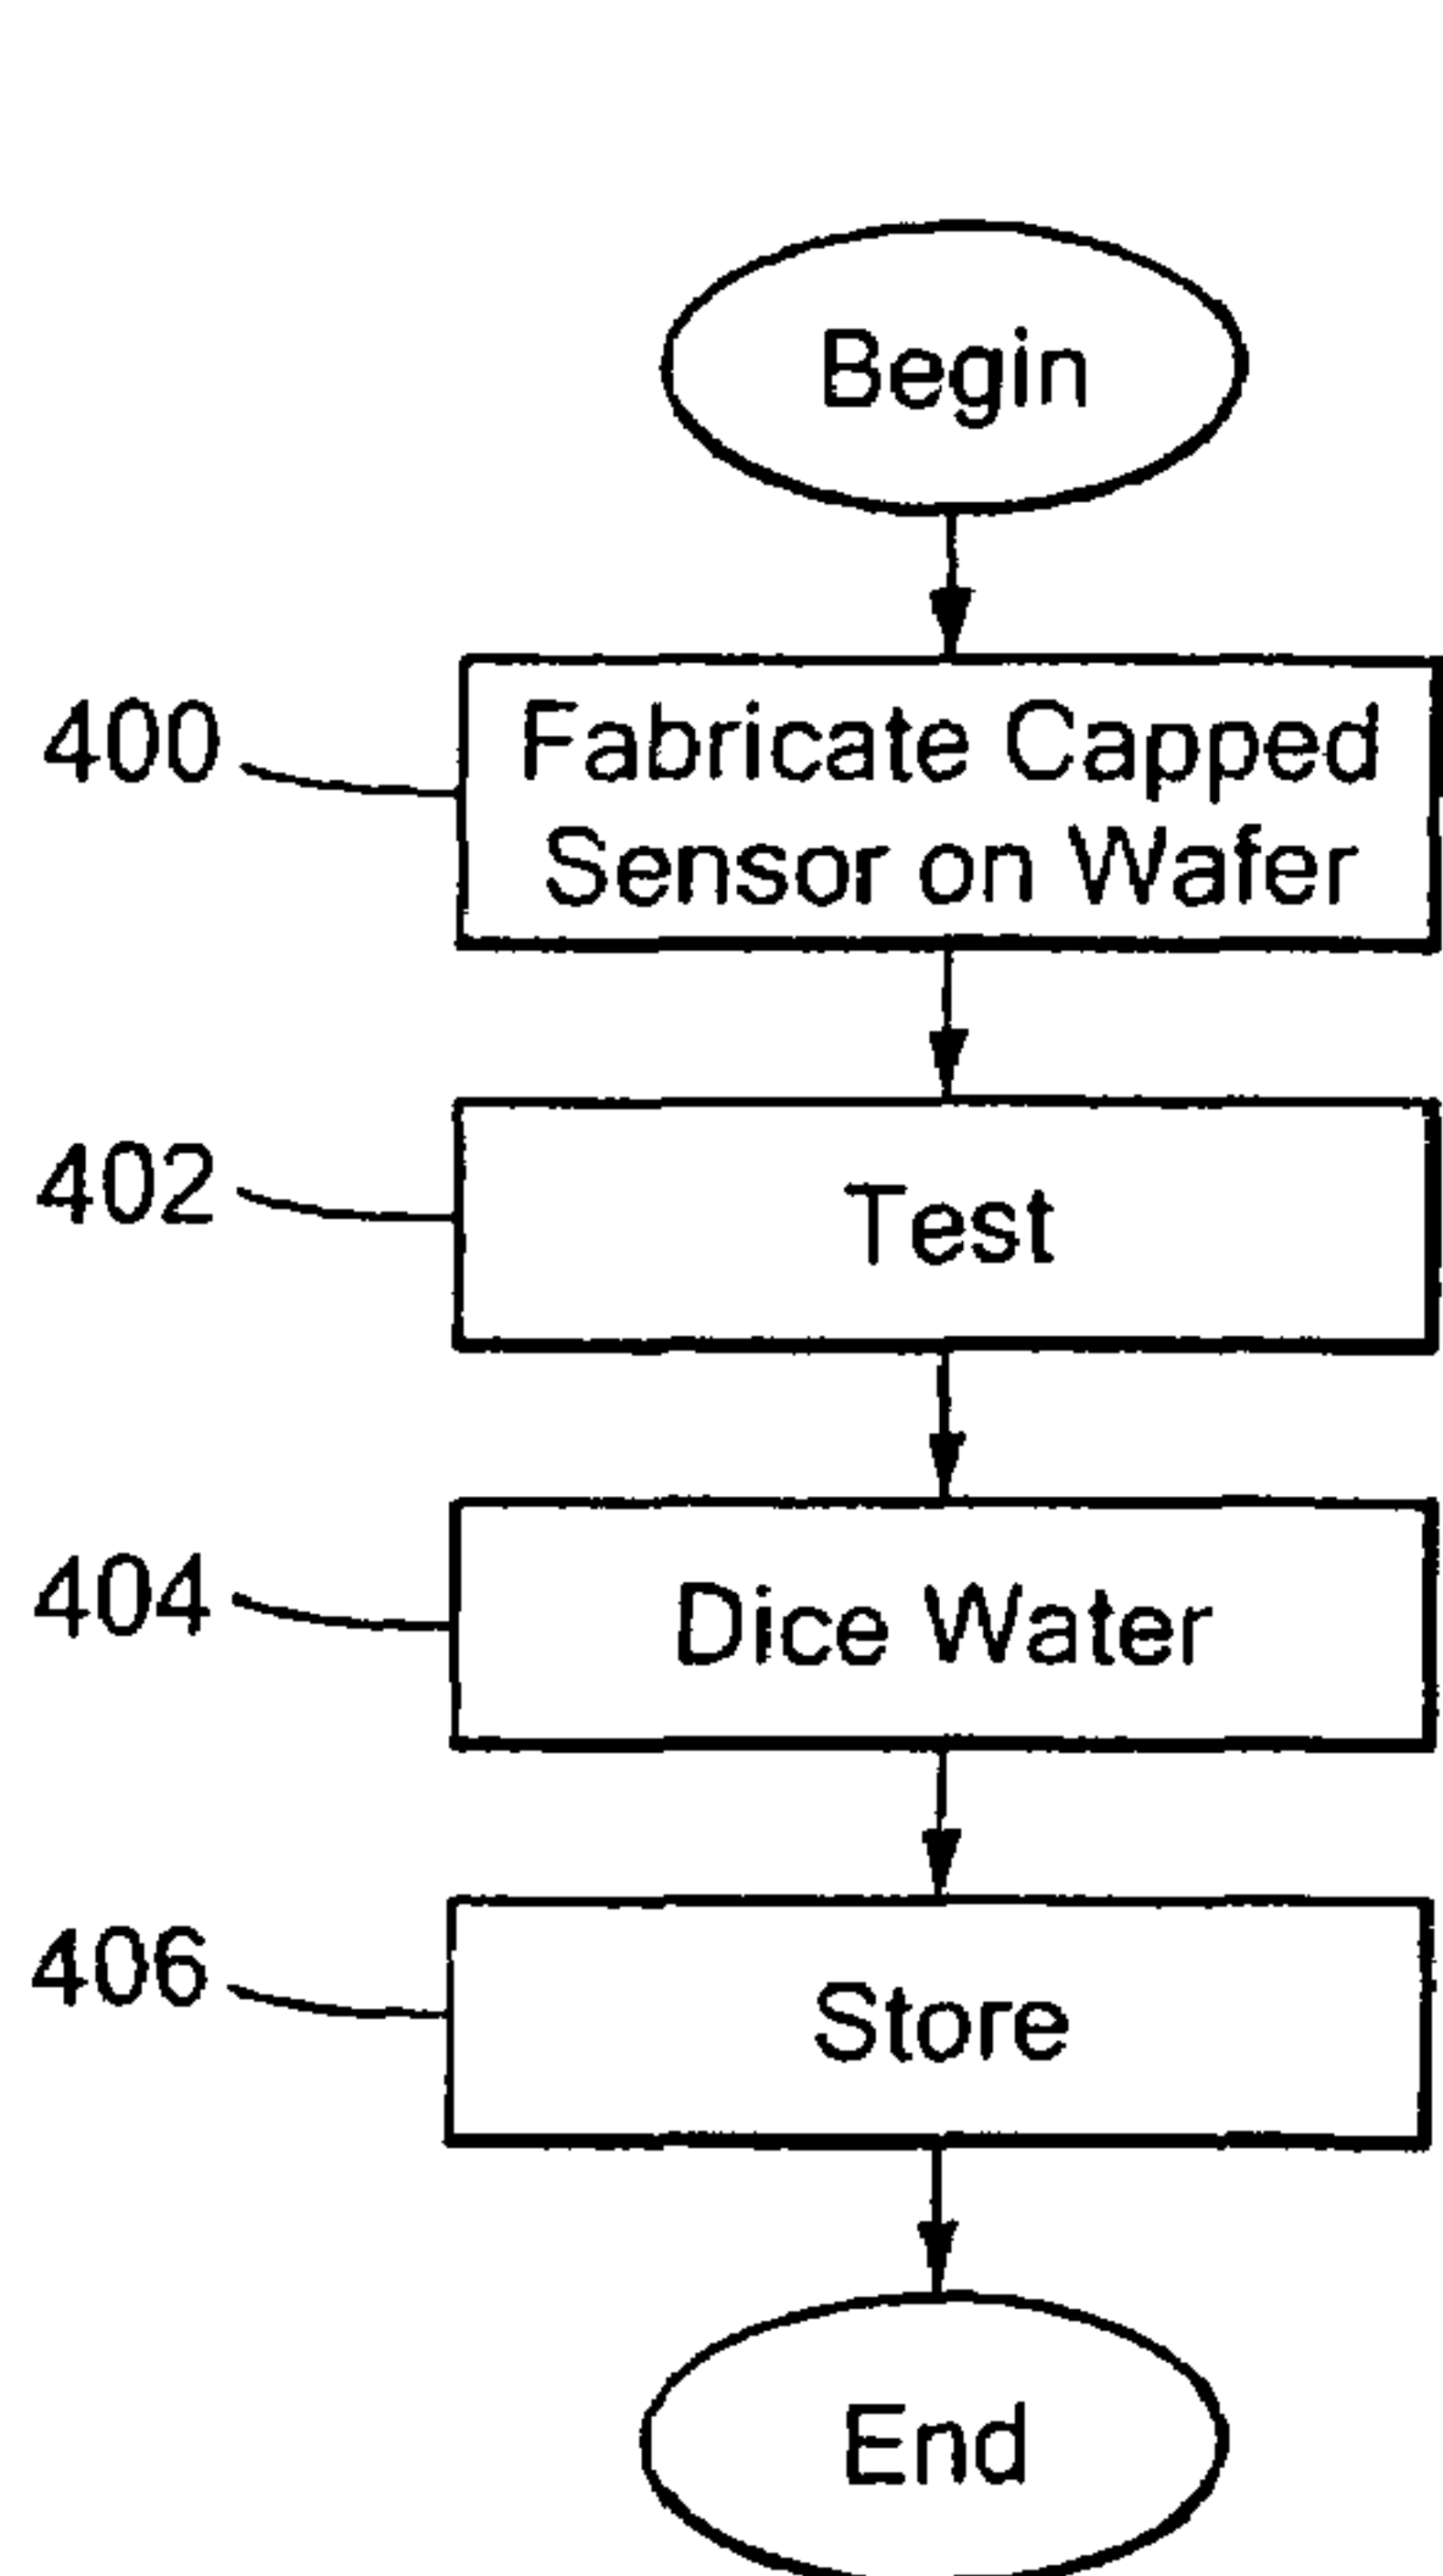 Begin
400
Fabricate Capped
Sensor on Wafer
402
Test
404
Dice Water
406
Store
End